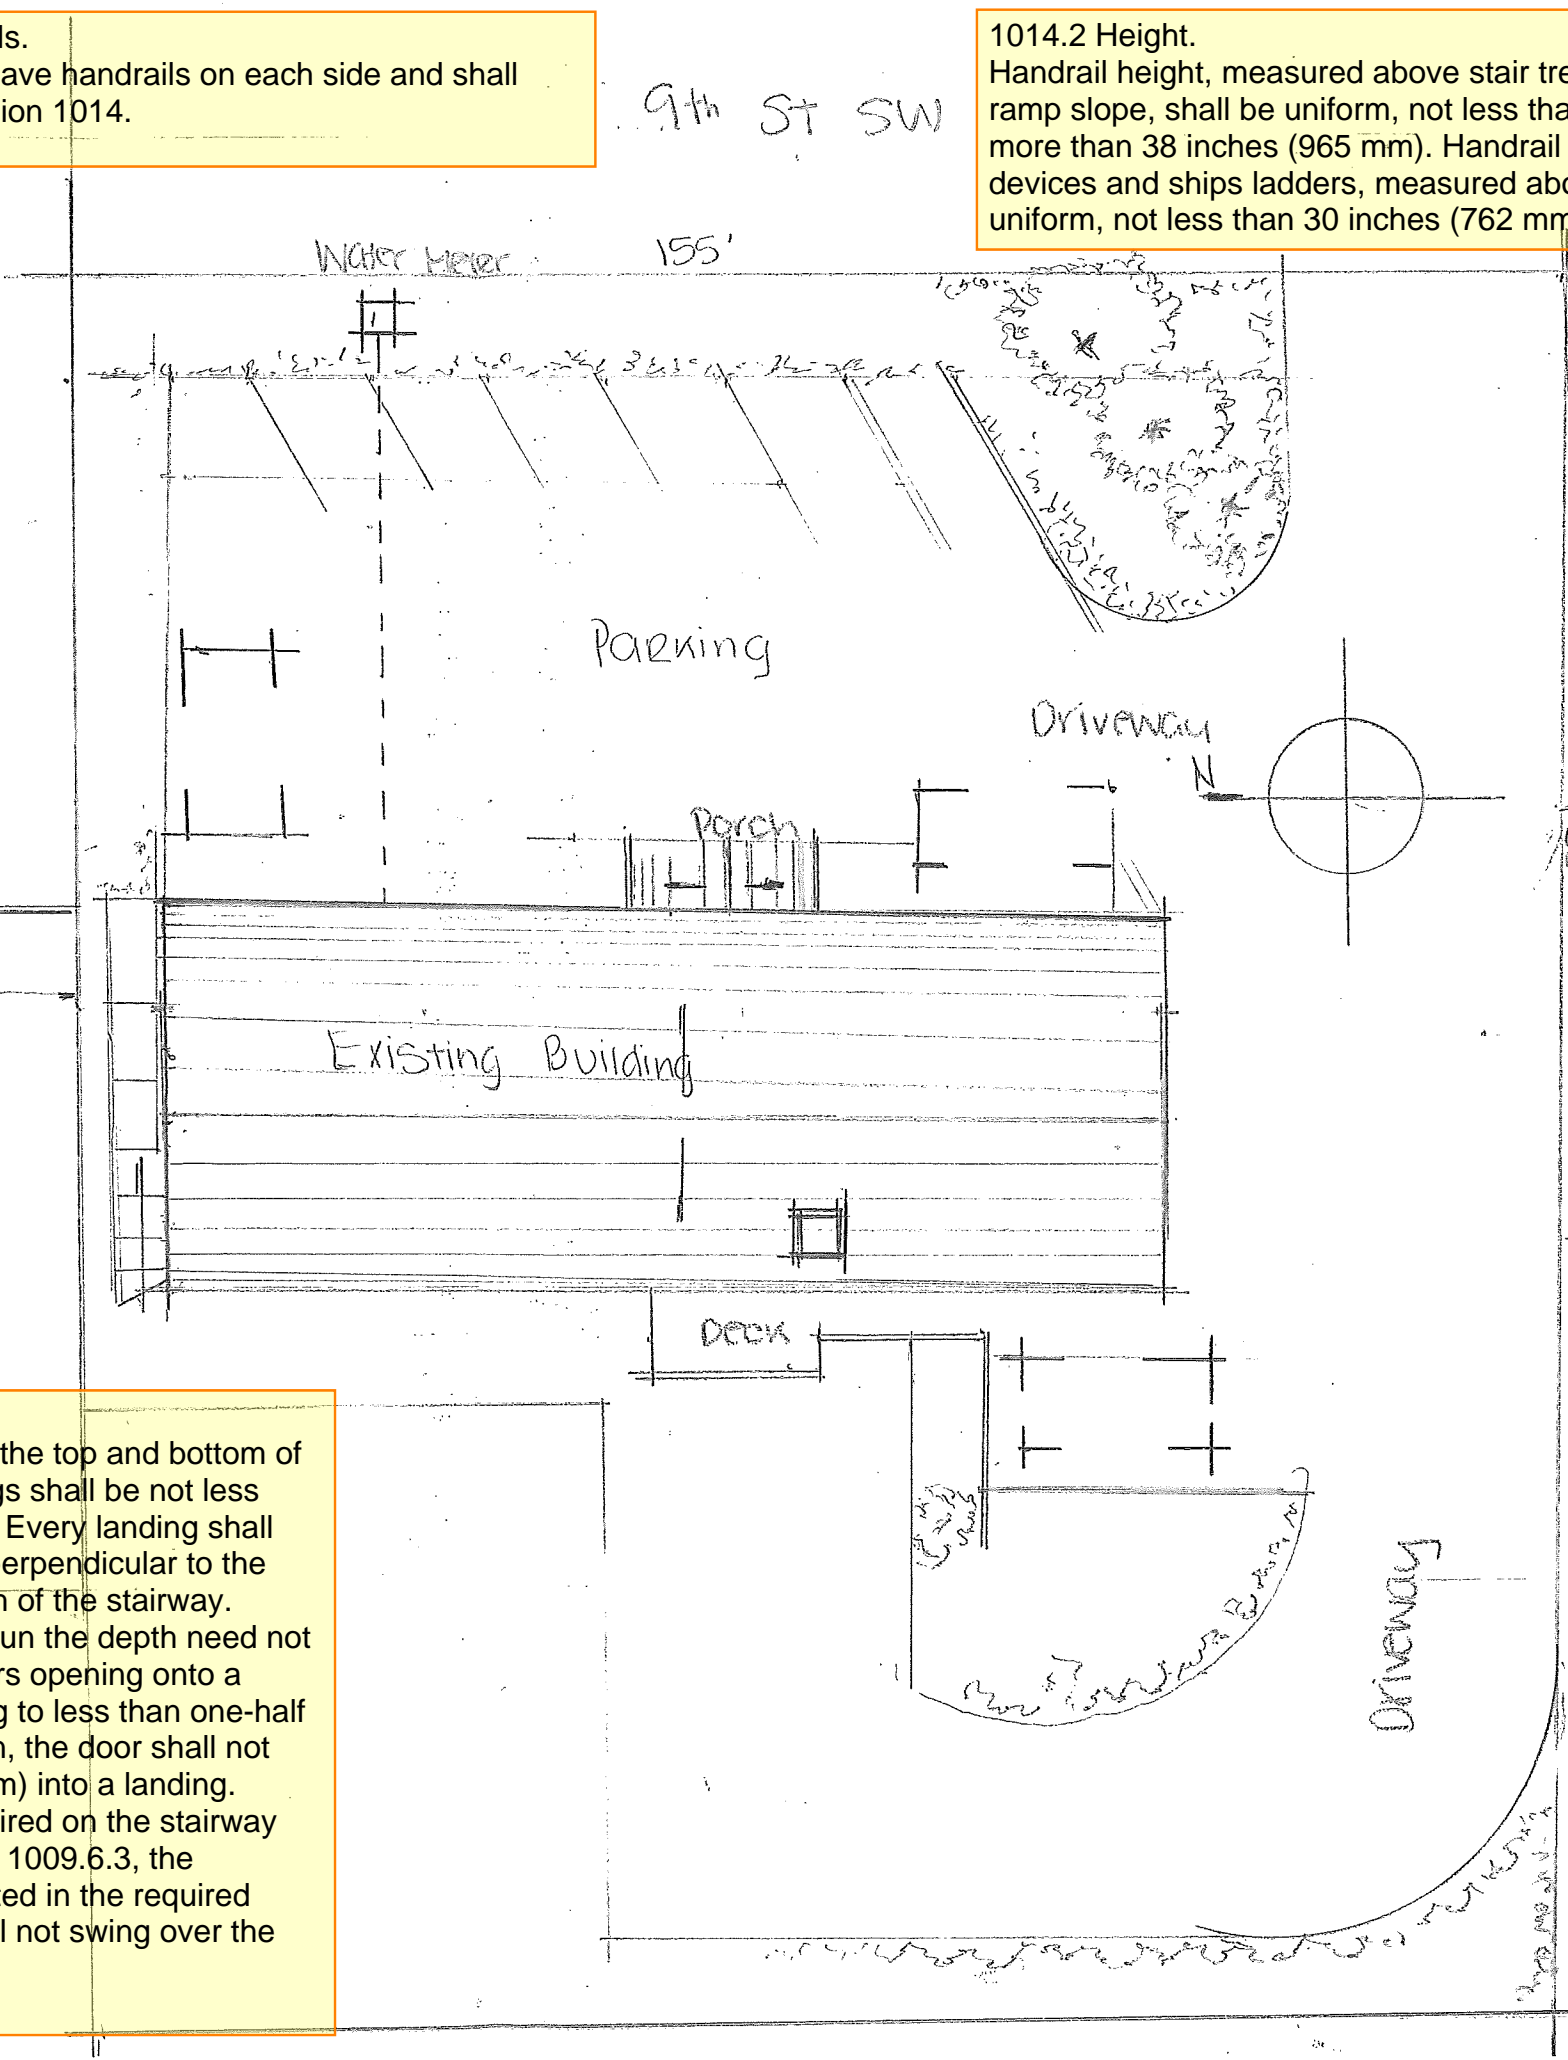 ls.
ave handrails on each side and shall
ion 1014.
9th St SW
1014.2 Height.
Handrail height, measured above stair tre
ramp slope, shall be uniform, not less tha
more than 38 inches (965 mm). Handrail
devices and ships ladders, measured abo
uniform, not less than 30 inches (762 mm
Water Meter
155'
Parking
Driveway
N
Porch
Existing Building
Deck
the top and bottom of
gs shall be not less
Every landing shall
perpendicular to the
n of the stairway.
un the depth need not
rs opening onto a
g to less than one-half
n, the door shall not
m) into a landing.
ired on the stairway
1009.6.3, the
ted in the required
l not swing over the
Driveway